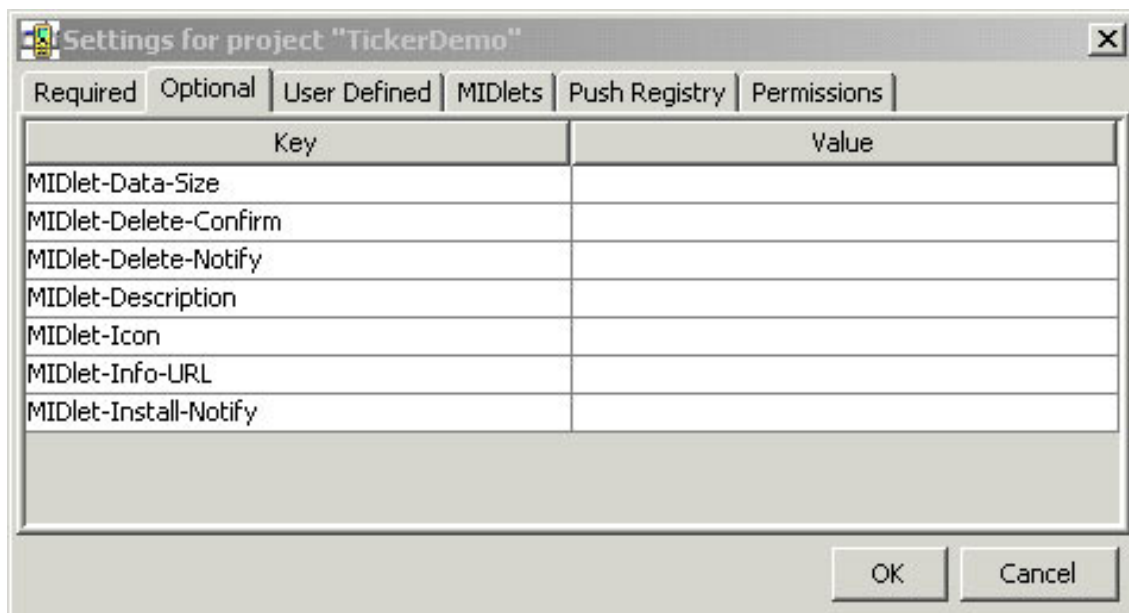 Settings for project "TickerDemo"
Required Optional User Defined MIDlets Push Registry Permissions
Key Value
MIDlet-Data-Size
MIDlet-Delete-Confirm
MIDlet-Delete-Notify
MIDlet-Description
MIDlet-Icon
MIDlet-Info-URL
MIDlet-Install-Notify
OK Cancel